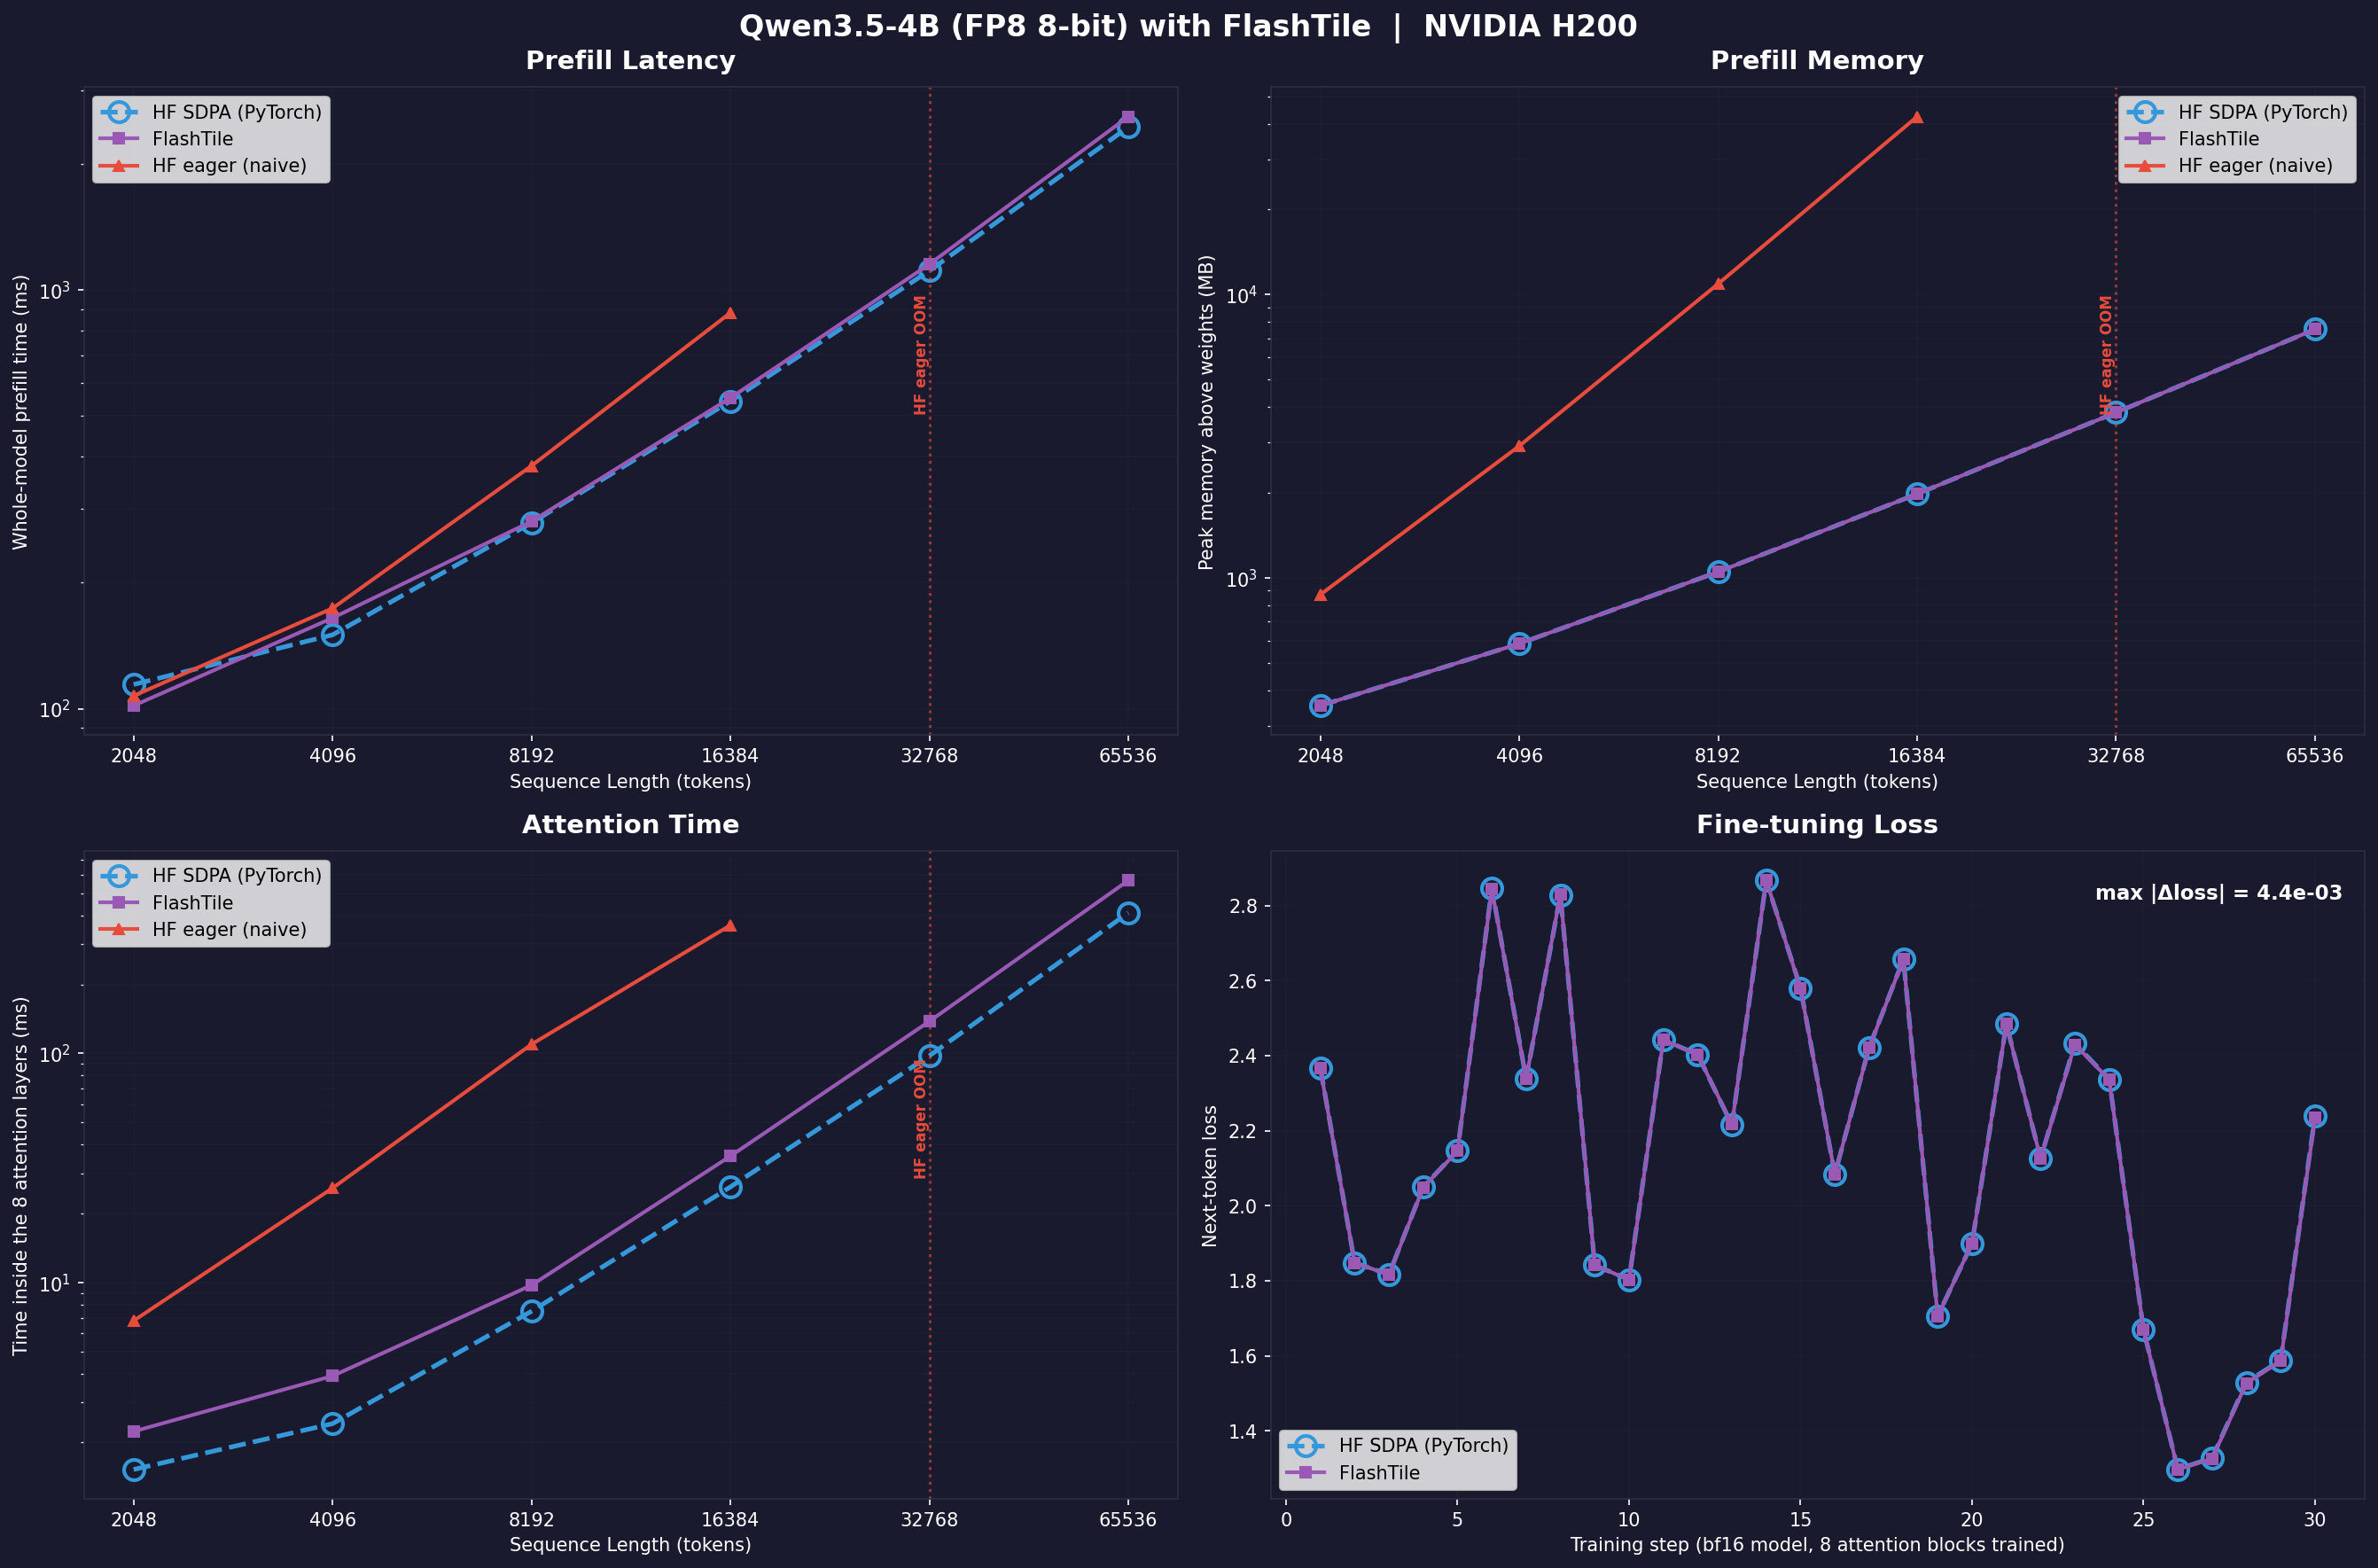 Qwen3.5-4B (FP8 8-bit) with FlashTile | NVIDIA H200
Prefill Latency
HF SDPA (PyTorch)
FlashTile
HF eager (naive)
HF eager OOM
Whole-model prefill time (ms)
10³
10²
2048 4096 8192 16384 32768 65536
Sequence Length (tokens)
Prefill Memory
HF SDPA (PyTorch)
FlashTile
HF eager (naive)
HF eager OOM
Peak memory above weights (MB)
10⁴
10³
2048 4096 8192 16384 32768 65536
Sequence Length (tokens)
Attention Time
HF SDPA (PyTorch)
FlashTile
HF eager (naive)
HF eager OOM
Time inside the 8 attention layers (ms)
10²
10¹
2048 4096 8192 16384 32768 65536
Sequence Length (tokens)
Fine-tuning Loss
max |Δloss| = 4.4e-03
Next-token loss
2.8
2.6
2.4
2.2
2.0
1.8
1.6
1.4
HF SDPA (PyTorch)
FlashTile
0 5 10 15 20 25 30
Training step (bf16 model, 8 attention blocks trained)